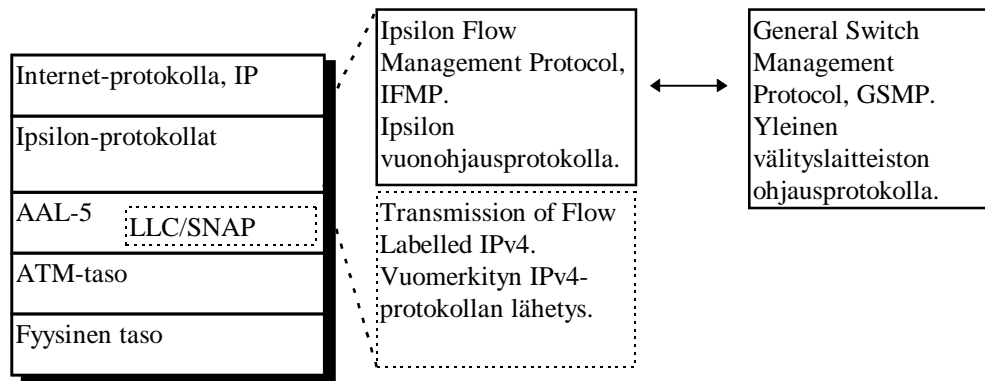 Internet-protokolla, IP
Ipsilon-protokollat
AAL-5
LLC/SNAP
ATM-taso
Fyysinen taso
Ipsilon Flow
Management Protocol,
IFMP.
Ipsilon
vuonohjausprotokolla.
Transmission of Flow
Labelled IPv4.
Vuomerkityn IPv4-
protokollan lähetys.
General Switch
Management
Protocol, GSMP.
Yleinen
välityslaitteiston
ohjausprotokolla.